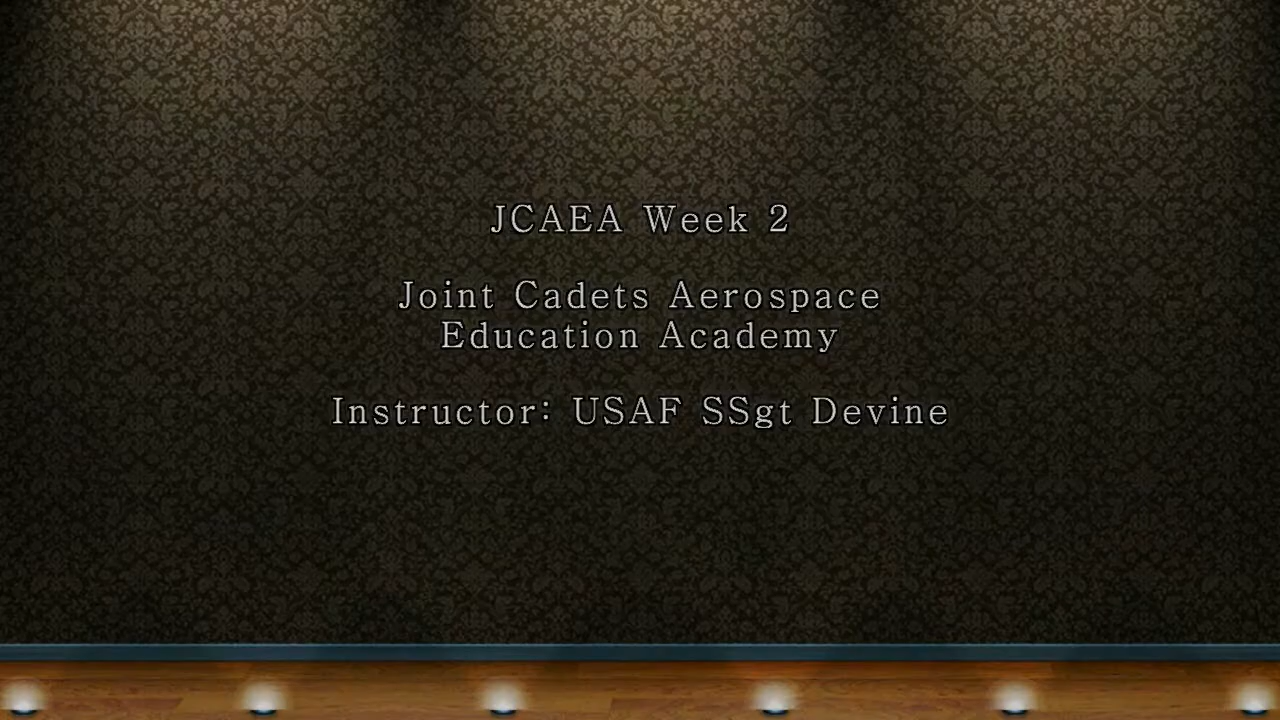 JCAEA Week 2
Joint Cadets Aerospace
Education Academy
Instructor: USAF SSgt Devine